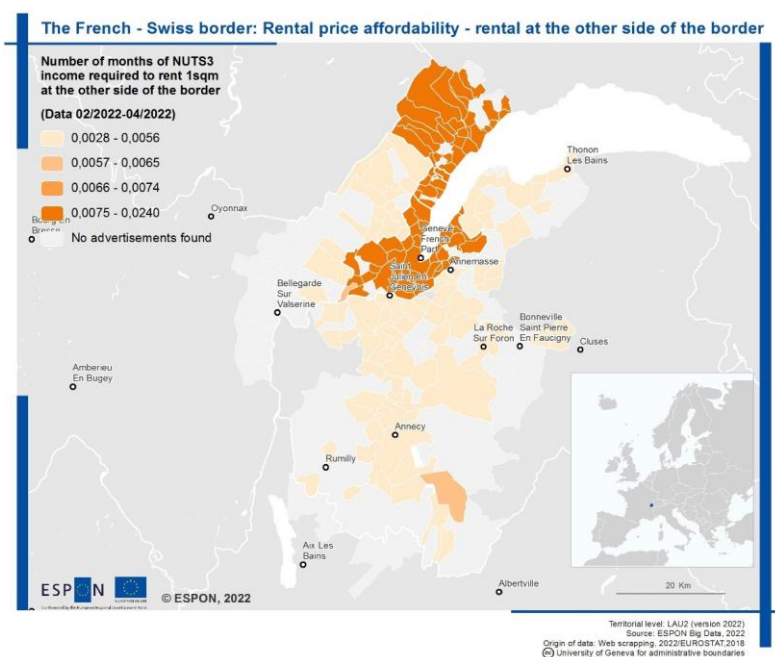 The French - Swiss border: Rental price affordability - rental at the other side of the border
Number of months of NUTS3
income required to rent 1sqm
at the other side of the border
(Data 02/2022-04/2022)
0,0028 - 0,0056
0,0057 - 0,0065
0,0066 - 0,0074
0,0075 - 0,0240
No advertisements found
Thonon
Les Bains
Oyonnax
Bourg En
Bresse
Geneve
French
Part
Annemasse
Saint
Julien en
Genevois
Bellegarde
Sur
Valserine
La Roche
Sur Foron
Bonneville
Saint Pierre
En Faucigny
Cluses
Amberieu
En Bugey
Annecy
Rumilly
Aix Les
Bains
Albertville
20 Km
ESPON
© ESPON, 2022
Territorial level: LAU2 (version 2022)
Source: ESPON Big Data, 2022
Origin of data: Web scrapping, 2022/EUROSTAT,2018
(cc) University of Geneva for administrative boundaries